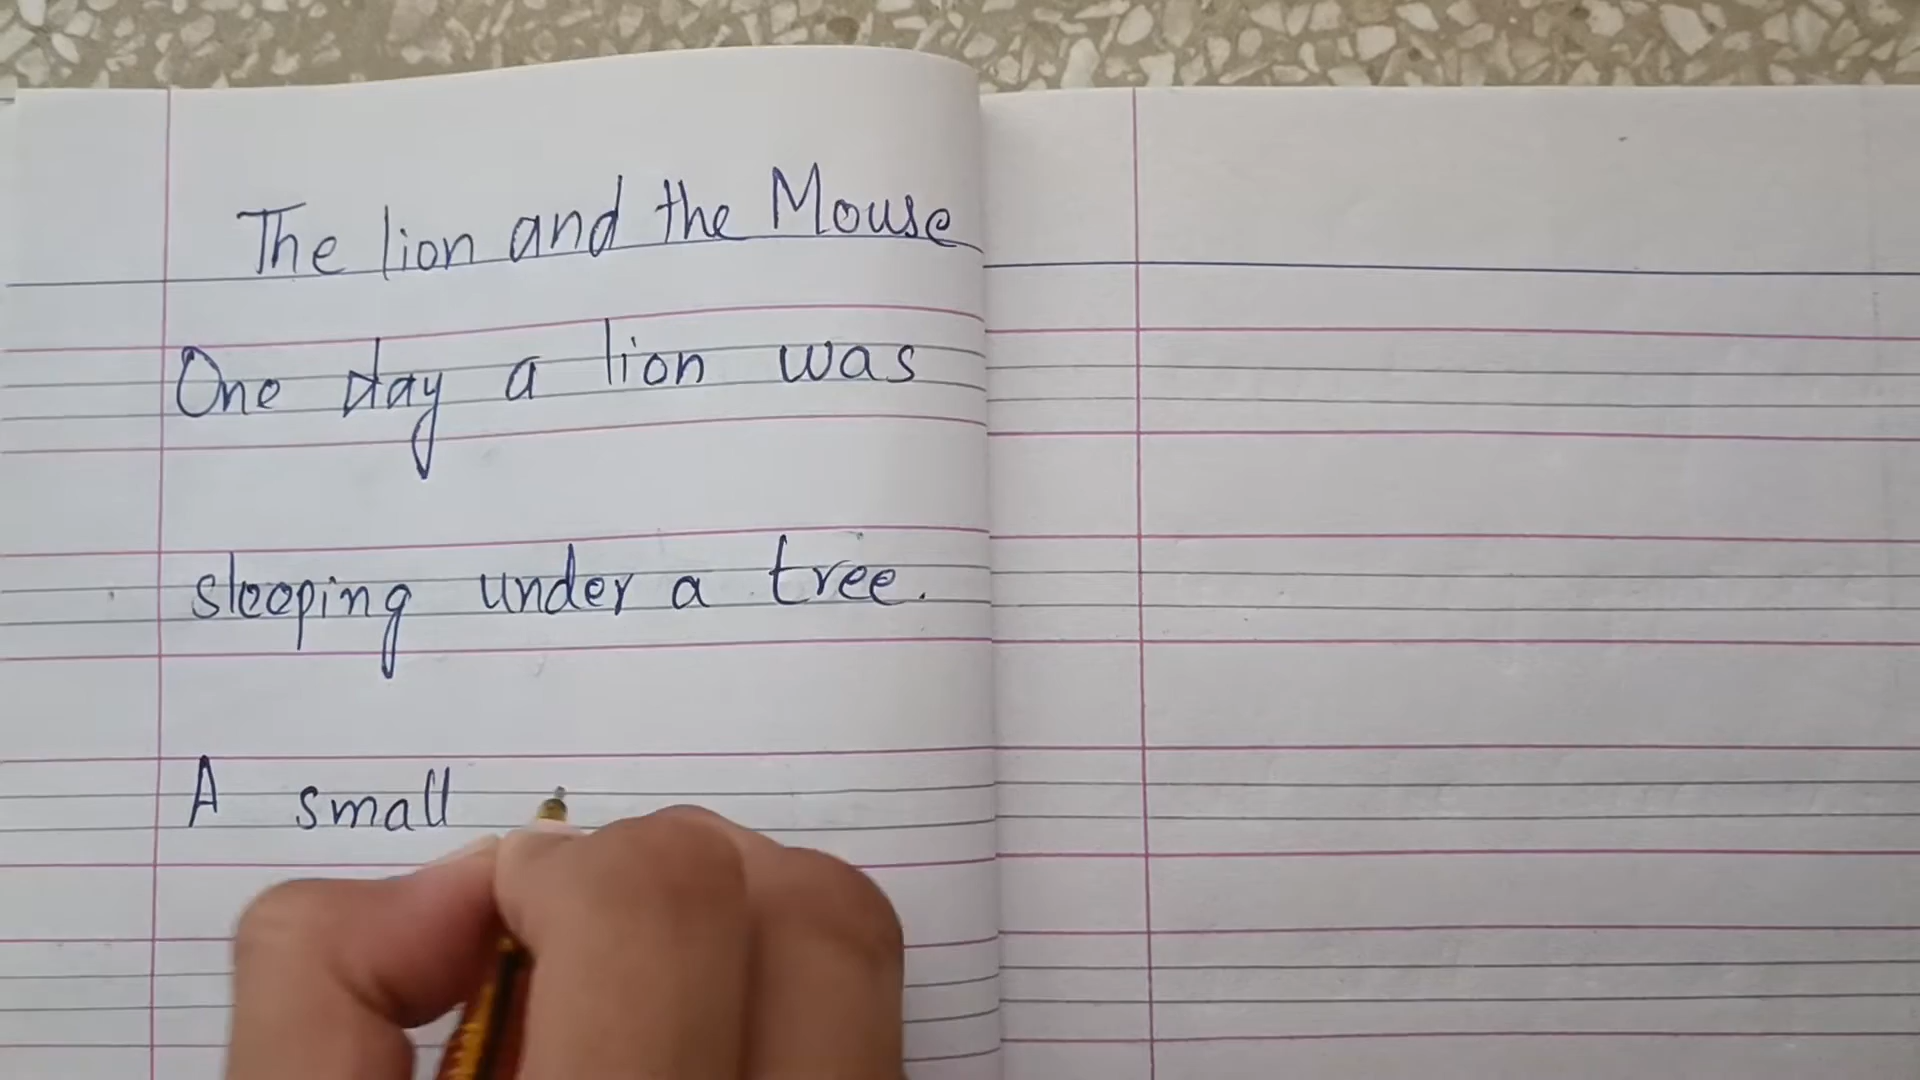 The lion and the Mouse
One day a lion was
sleeping under a tree.
A small